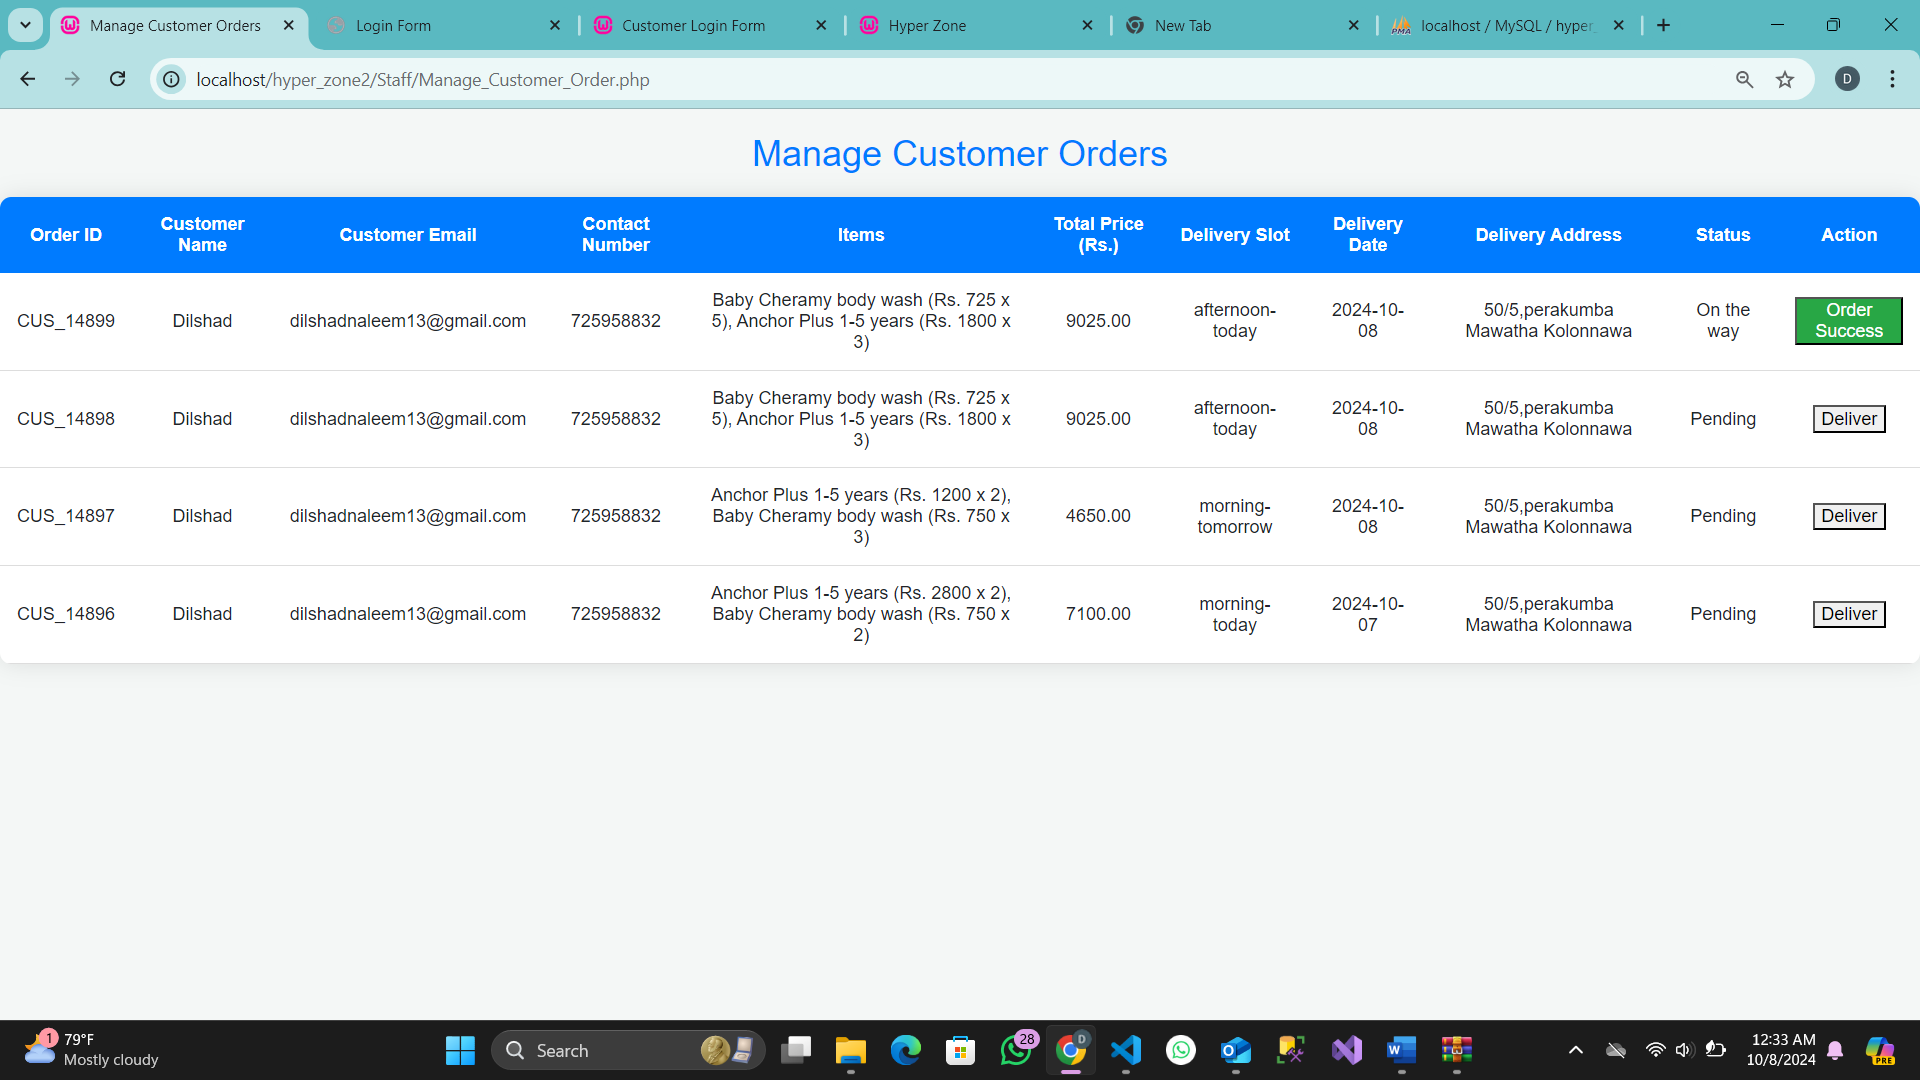 Manage Customer Orders
Login Form
Customer Login Form
Hyper Zone
New Tab
localhost / MySQL / hyper_
localhost/hyper_zone2/Staff/Manage_Customer_Order.php
D
Manage Customer Orders
Order ID
Customer
Name
Customer Email
Contact
Number
Items
Total Price
(Rs.)
Delivery Slot
Delivery
Date
Delivery Address
Status
Action
CUS_14899
Dilshad
dilshadnaleem13@gmail.com
725958832
Baby Cheramy body wash (Rs. 725 x
5), Anchor Plus 1-5 years (Rs. 1800 x
3)
9025.00
afternoon-
today
2024-10-
08
50/5,perakumba
Mawatha Kolonnawa
On the
way
Order
Success
CUS_14898
Dilshad
dilshadnaleem13@gmail.com
725958832
Baby Cheramy body wash (Rs. 725 x
5), Anchor Plus 1-5 years (Rs. 1800 x
3)
9025.00
afternoon-
today
2024-10-
08
50/5,perakumba
Mawatha Kolonnawa
Pending
Deliver
CUS_14897
Dilshad
dilshadnaleem13@gmail.com
725958832
Anchor Plus 1-5 years (Rs. 1200 x 2),
Baby Cheramy body wash (Rs. 750 x
3)
4650.00
morning-
tomorrow
2024-10-
08
50/5,perakumba
Mawatha Kolonnawa
Pending
Deliver
CUS_14896
Dilshad
dilshadnaleem13@gmail.com
725958832
Anchor Plus 1-5 years (Rs. 2800 x 2),
Baby Cheramy body wash (Rs. 750 x
2)
7100.00
morning-
today
2024-10-
07
50/5,perakumba
Mawatha Kolonnawa
Pending
Deliver
1
79°F
Mostly cloudy
Search
28
D
12:33 AM
10/8/2024
PRE